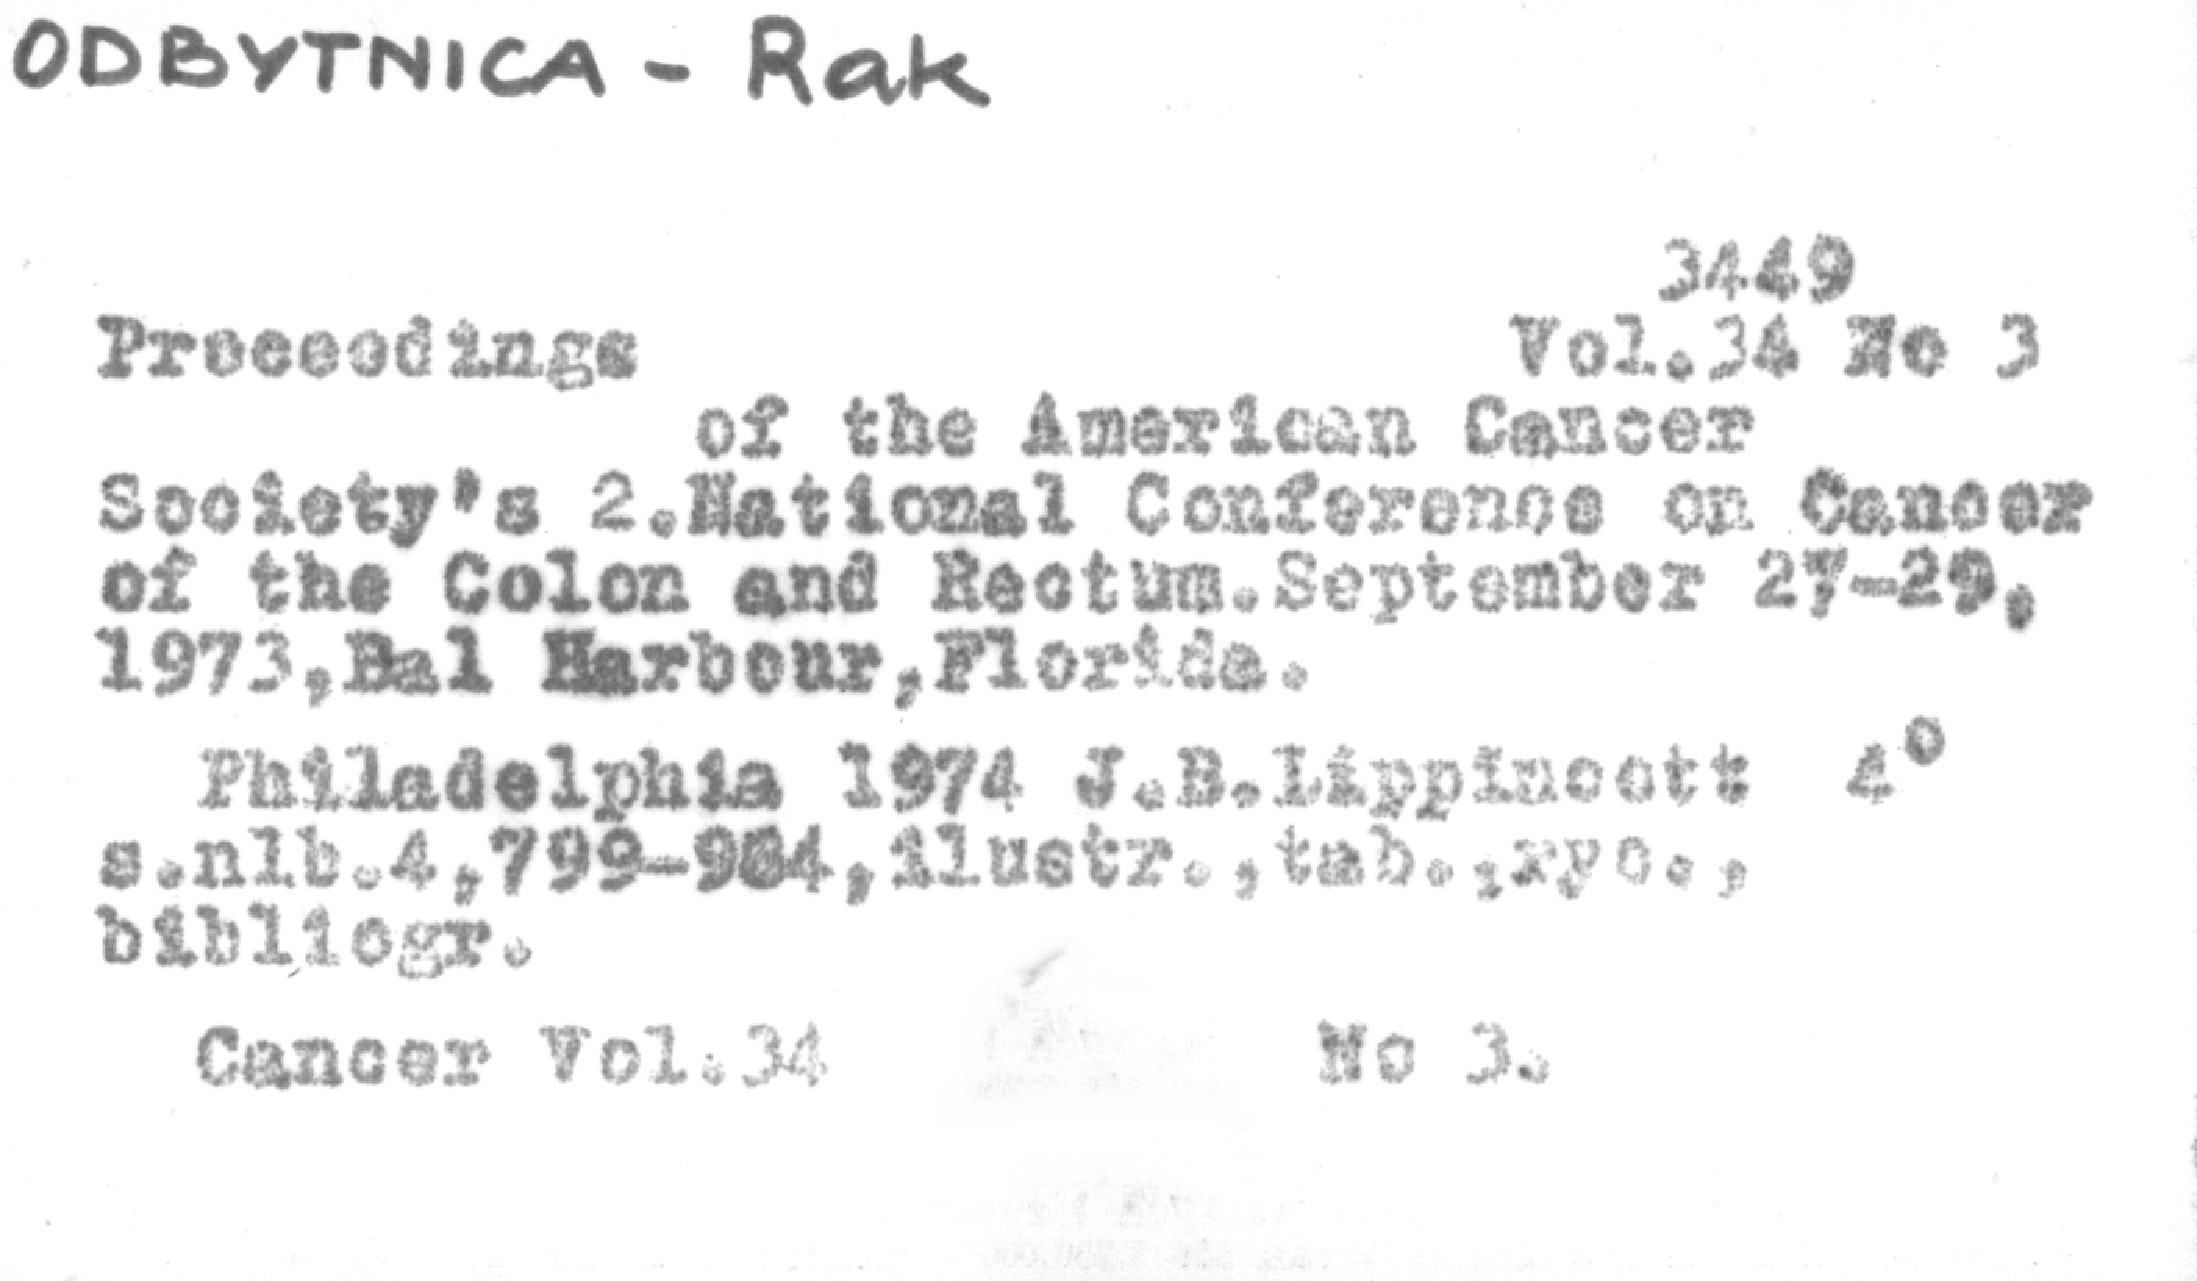 ODBYTNICA - Rak
3449
Proceedings Vol.34 No 3
of the American Cancer
Society's 2.National Conference on Cancer
of the Colon and Rectum.September 27-29,
1973,Bal Harbour,Florida.
Philadelphia 1974 J.B.Lippincott 4°
s.nlb.4,799-904,ilustr.,tab.,ryc.,
bibliogr.
Cancer Vol.34 No 3.